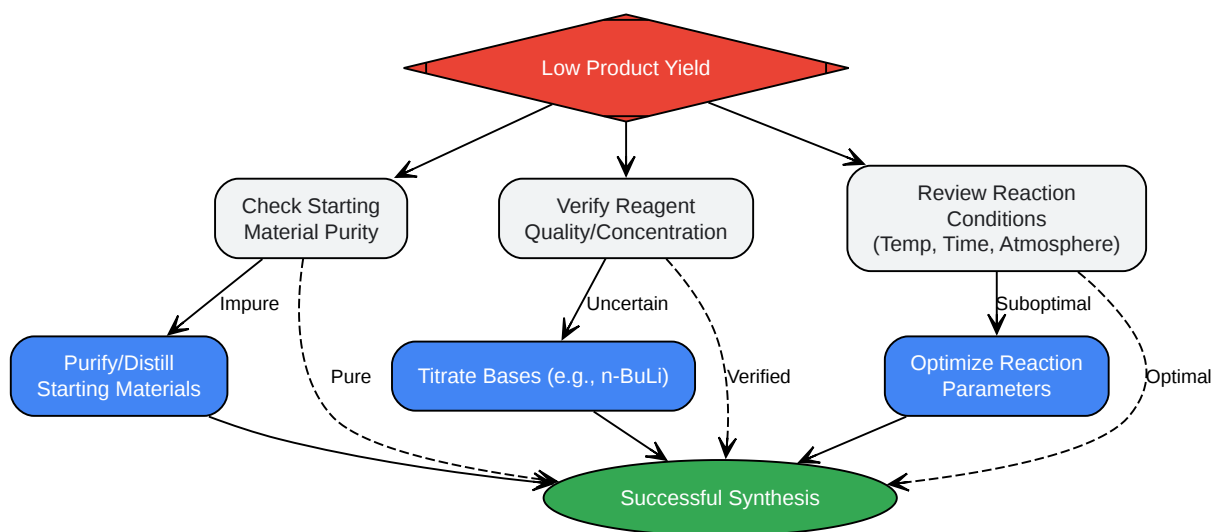 Low Product Yield
Check Starting
Material Purity
Verify Reagent
Quality/Concentration
Review Reaction
Conditions
(Temp, Time, Atmosphere)
Impure
Uncertain
Suboptimal
Purify/Distill
Starting Materials
Pure
Titrate Bases (e.g., n-BuLi)
Verified
Optimize Reaction
Parameters
Optimal
Successful Synthesis